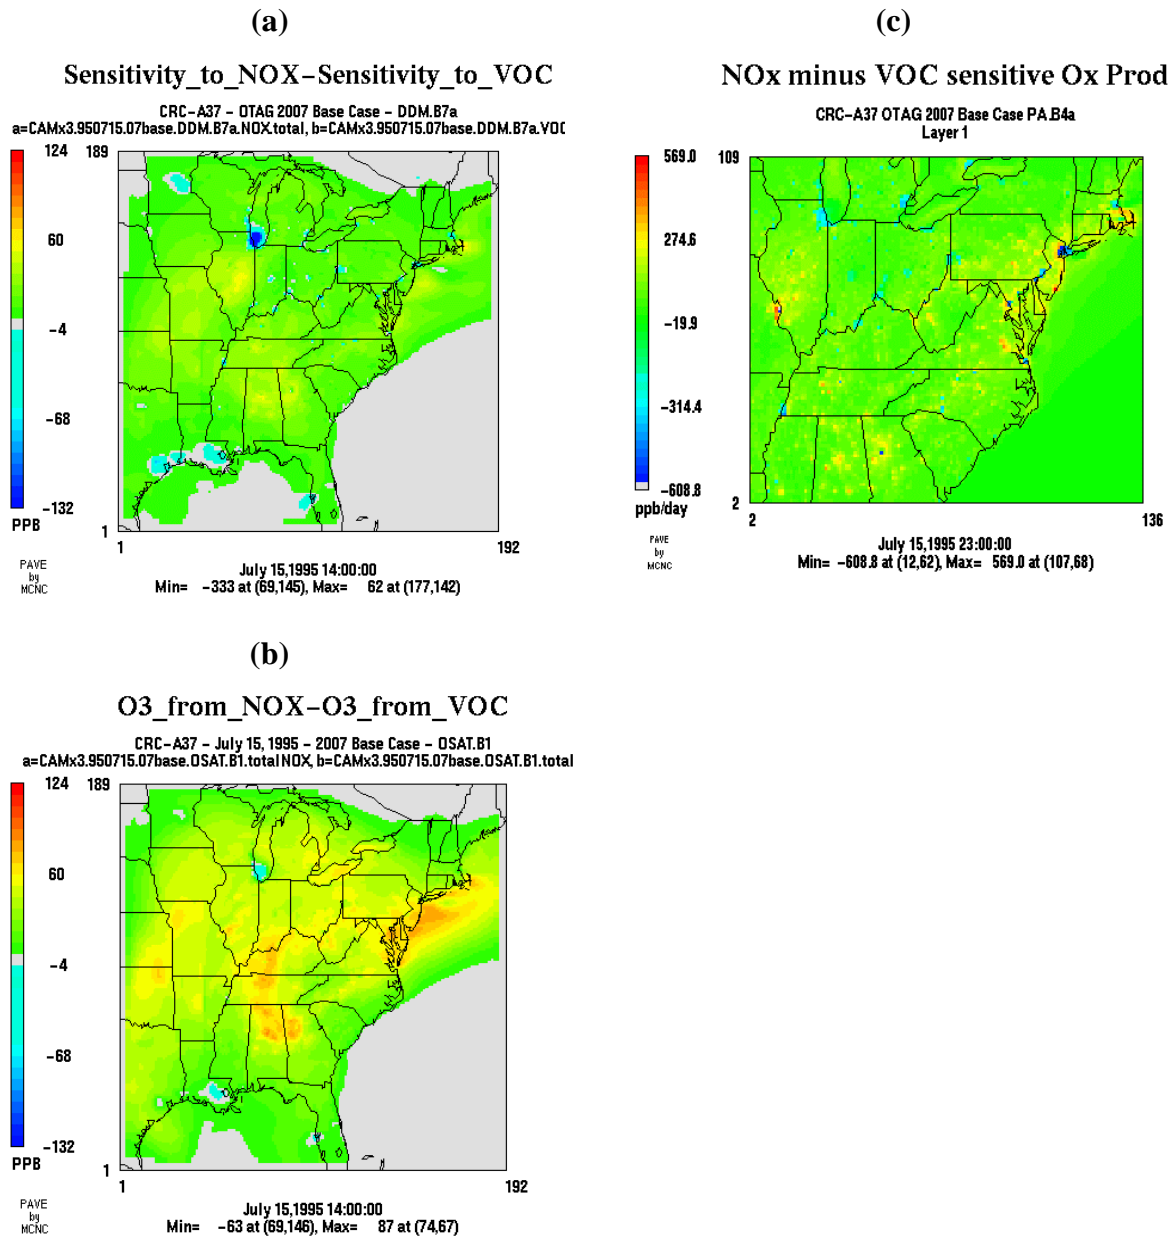 (a)
Sensitivity_to_NOX-Sensitivity_to_VOC
CRC-A37 - OTAG 2007 Base Case - DDM.B7a
a=CAMx3.950715.07base.DDM.B7a.NOX.total, b=CAMx3.950715.07base.DDM.B7a.VOC
124
60
-4
-68
-132
PPB
189
1
1
192
PAVE
by
MCNC
July 15,1995 14:00:00
Min= -333 at (69,145), Max= 62 at (177,142)
(c)
NOx minus VOC sensitive Ox Prod
CRC-A37 OTAG 2007 Base Case PA.B4a
Layer 1
569.0
274.6
-19.9
-314.4
-608.8
ppb/day
109
2
2
136
PAVE
by
MCNC
July 15,1995 23:00:00
Min= -608.8 at (12,62), Max= 569.0 at (107,68)
(b)
O3_from_NOX-O3_from_VOC
CRC-A37 - July 15, 1995 - 2007 Base Case - OSAT.B1
a=CAMx3.950715.07base.OSAT.B1.totalNOX, b=CAMx3.950715.07base.OSAT.B1.total
124
60
-4
-68
-132
PPB
189
1
1
192
PAVE
by
MCNC
July 15,1995 14:00:00
Min= -63 at (69,146), Max= 87 at (74,67)